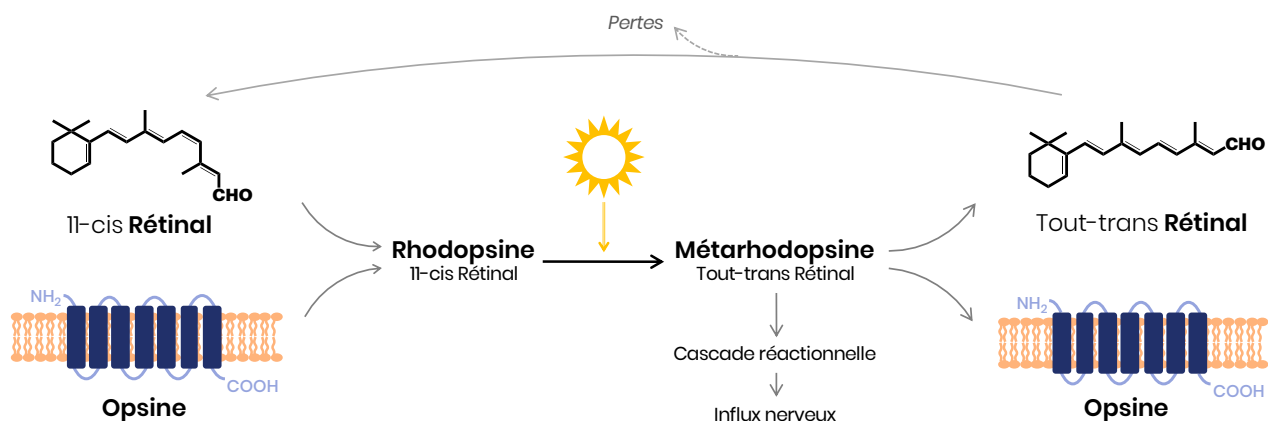 Pertes
CHO
11-cis Rétinal
CHO
Tout-trans Rétinal
Rhodopsine
11-cis Rétinal
Métarhodopsine
Tout-trans Rétinal
NH₂
COOH
Opsine
Cascade réactionnelle
Influx nerveux
NH₂
COOH
Opsine